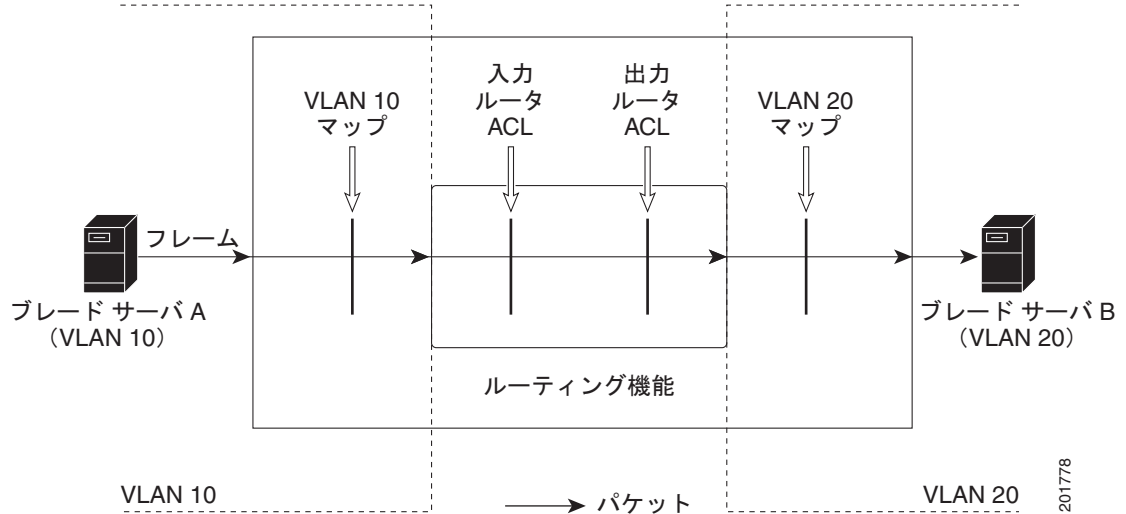 VLAN 10
マップ
入力
ルータ
ACL
出力
ルータ
ACL
VLAN 20
マップ
フレーム
ブレード サーバ A
（VLAN 10）
ブレード サーバ B
（VLAN 20）
ルーティング機能
VLAN 10
パケット
VLAN 20
201778